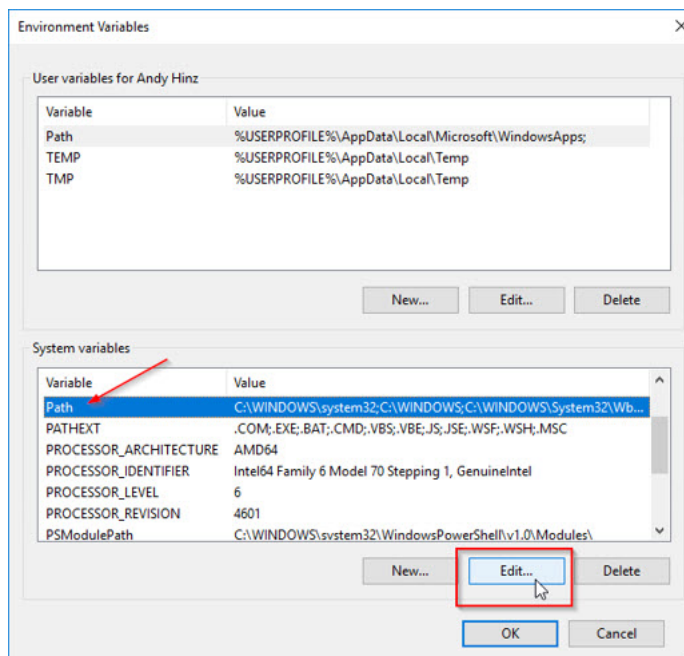 Environment Variables
User variables for Andy Hinz
Variable Value
Path %USERPROFILE%\AppData\Local\Microsoft\WindowsApps;
TEMP %USERPROFILE%\AppData\Local\Temp
TMP %USERPROFILE%\AppData\Local\Temp
New... Edit... Delete
System variables
Variable Value
Path C:\WINDOWS\system32;C:\WINDOWS;C:\WINDOWS\System32\Wb...
PATHEXT .COM;.EXE;.BAT;.CMD;.VBS;.VBE;.JS;.JSE;.WSF;.WSH;.MSC
PROCESSOR_ARCHITECTURE AMD64
PROCESSOR_IDENTIFIER Intel64 Family 6 Model 70 Stepping 1, GenuineIntel
PROCESSOR_LEVEL 6
PROCESSOR_REVISION 4601
PSModulePath C:\WINDOWS\system32\WindowsPowerShell\v1.0\Modules\
New... Edit... Delete
OK Cancel